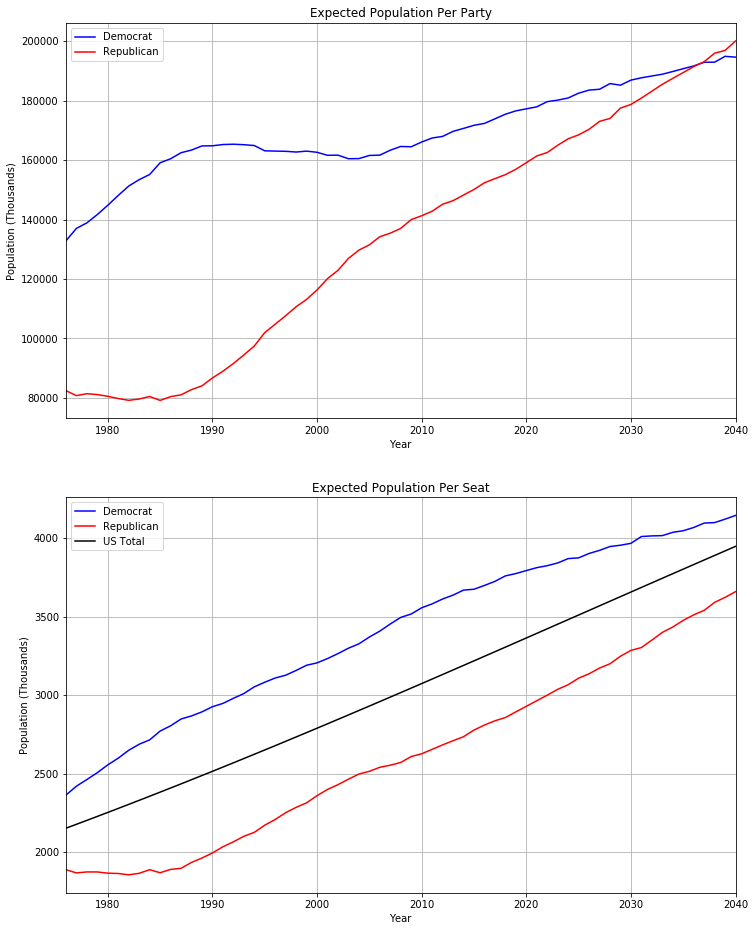 Expected Population Per Party
Democrat
Republican
Population (Thousands)
200000
180000
160000
140000
120000
100000
80000
1980 1990 2000 2010 2020 2030 2040
Year
Expected Population Per Seat
Democrat
Republican
US Total
Population (Thousands)
4000
3500
3000
2500
2000
1980 1990 2000 2010 2020 2030 2040
Year